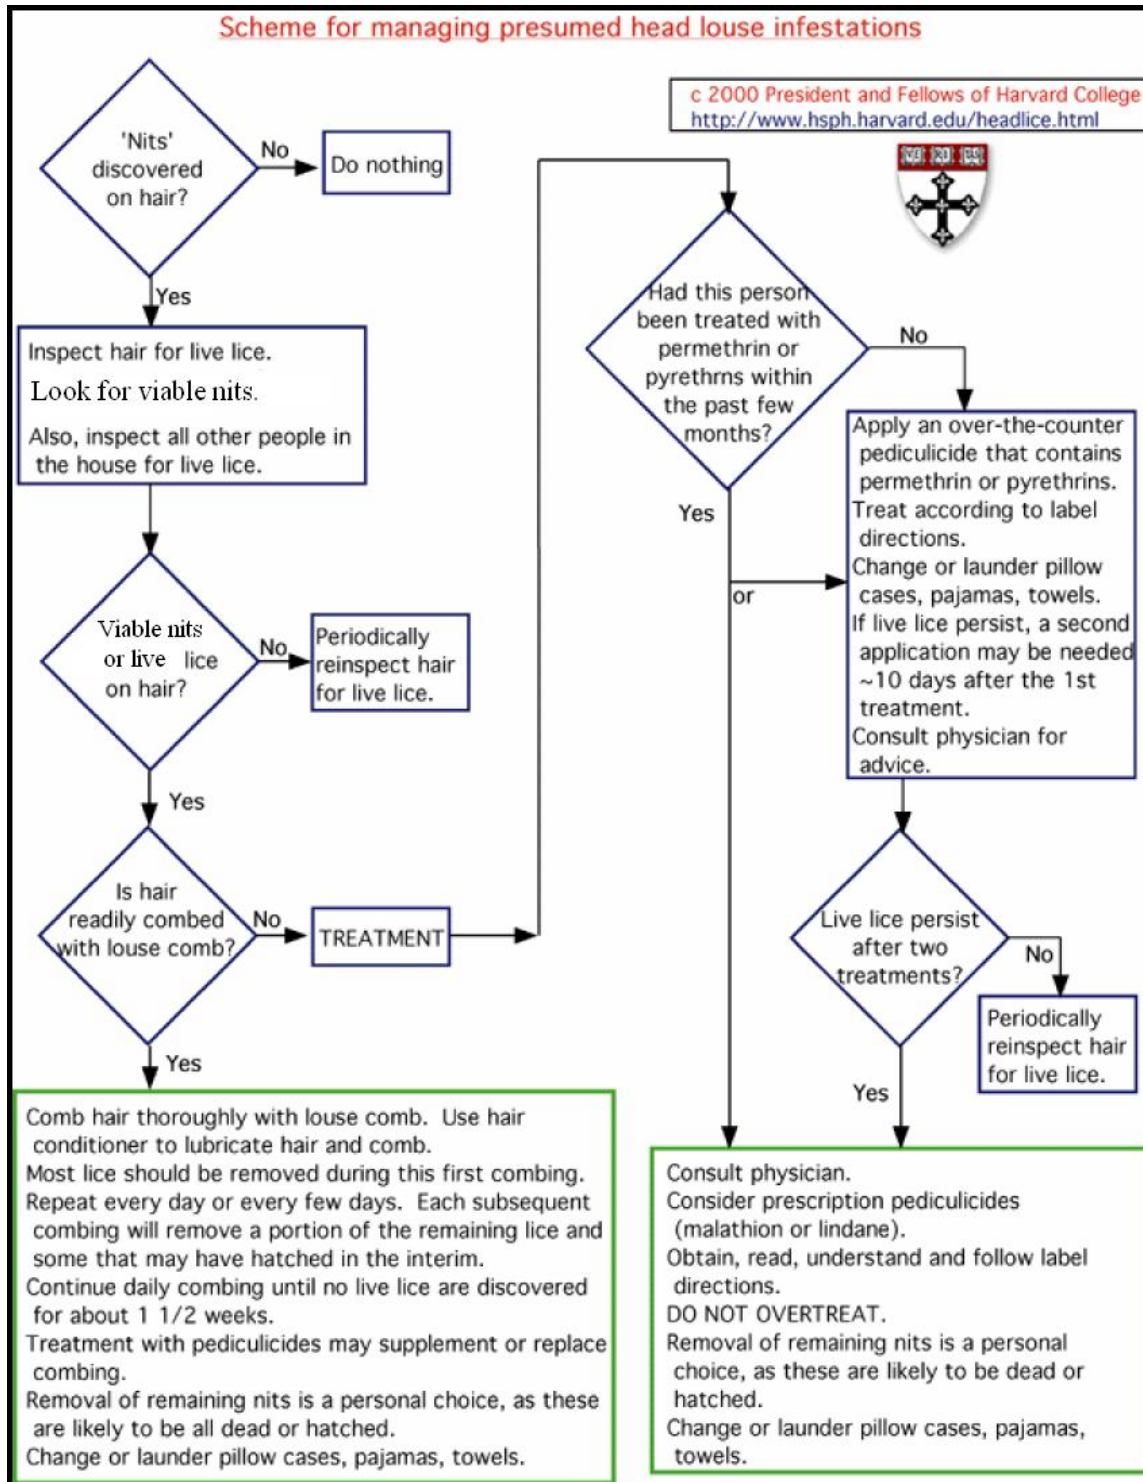 Scheme for managing presumed head louse infestations
c 2000 President and Fellows of Harvard College
http://www.hsph.harvard.edu/headlice.html
'Nits'
discovered
on hair?
No
Do nothing
Yes
Inspect hair for live lice.
Look for viable nits.
Also, inspect all other people in
the house for live lice.
Viable nits
or live lice
on hair?
No
Periodically
reinspect hair
for live lice.
Yes
Is hair
readily combed
with louse comb?
No
TREATMENT
Yes
Comb hair thoroughly with louse comb. Use hair
conditioner to lubricate hair and comb.
Most lice should be removed during this first combing.
Repeat every day or every few days. Each subsequent
combing will remove a portion of the remaining lice and
some that may have hatched in the interim.
Continue daily combing until no live lice are discovered
for about 1 1/2 weeks.
Treatment with pediculicides may supplement or replace
combing.
Removal of remaining nits is a personal choice, as these
are likely to be all dead or hatched.
Change or launder pillow cases, pajamas, towels.
Had this person
been treated with
permethrin or
pyrethrns within
the past few
months?
No
Yes
or
Apply an over-the-counter
pediculicide that contains
permethrin or pyrethrins.
Treat according to label
directions.
Change or launder pillow
cases, pajamas, towels.
If live lice persist, a second
application may be needed
~10 days after the 1st
treatment.
Consult physician for
advice.
Live lice persist
after two
treatments?
No
Periodically
reinspect hair
for live lice.
Yes
Consult physician.
Consider prescription pediculicides
(malathion or lindane).
Obtain, read, understand and follow label
directions.
DO NOT OVERTREAT.
Removal of remaining nits is a personal
choice, as these are likely to be dead or
hatched.
Change or launder pillow cases, pajamas,
towels.